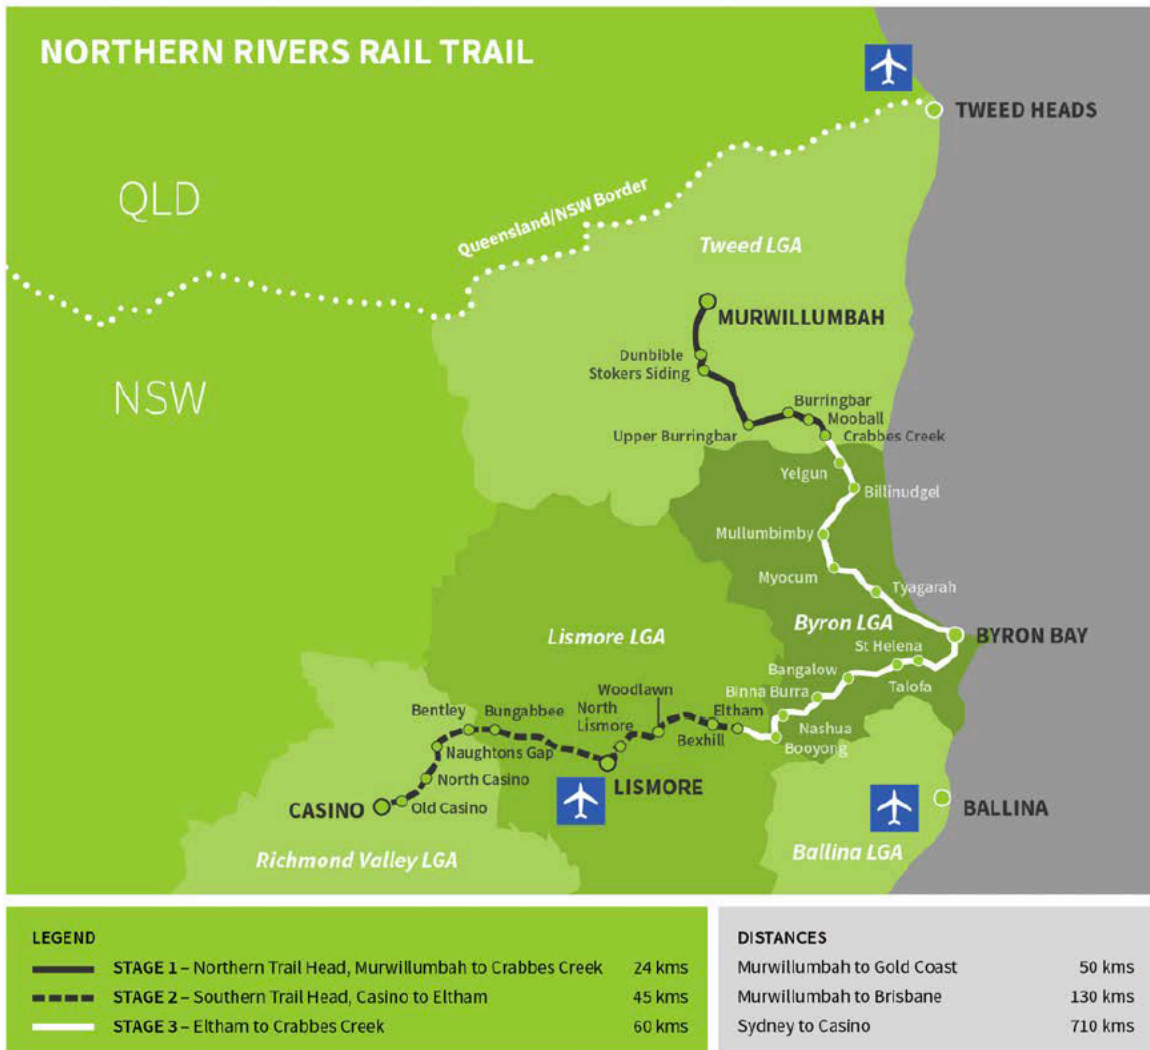 NORTHERN RIVERS RAIL TRAIL
TWEED HEADS
QLD
Queensland/NSW Border
Tweed LGA
MURWILLUMBAH
Dunbible
Stokers Siding
NSW
Burringbar
Mooball
Upper Burringbar
Crabbes Creek
Yelgun
Billinudgel
Mullumbimby
Myocum
Tyagarah
Byron LGA
Lismore LGA
BYRON BAY
St Helena
Bangalow
Talofa
Woodlawn
Binna Burra
North
Lismore
Eltham
Bentley
Bungabbee
Nashua
Bexhill
Booyong
Naughtons Gap
North Casino
LISMORE
CASINO
Old Casino
BALLINA
Richmond Valley LGA
Ballina LGA
LEGEND
STAGE 1 – Northern Trail Head, Murwillumbah to Crabbes Creek 24 kms
STAGE 2 – Southern Trail Head, Casino to Eltham 45 kms
STAGE 3 – Eltham to Crabbes Creek 60 kms
DISTANCES
Murwillumbah to Gold Coast 50 kms
Murwillumbah to Brisbane 130 kms
Sydney to Casino 710 kms